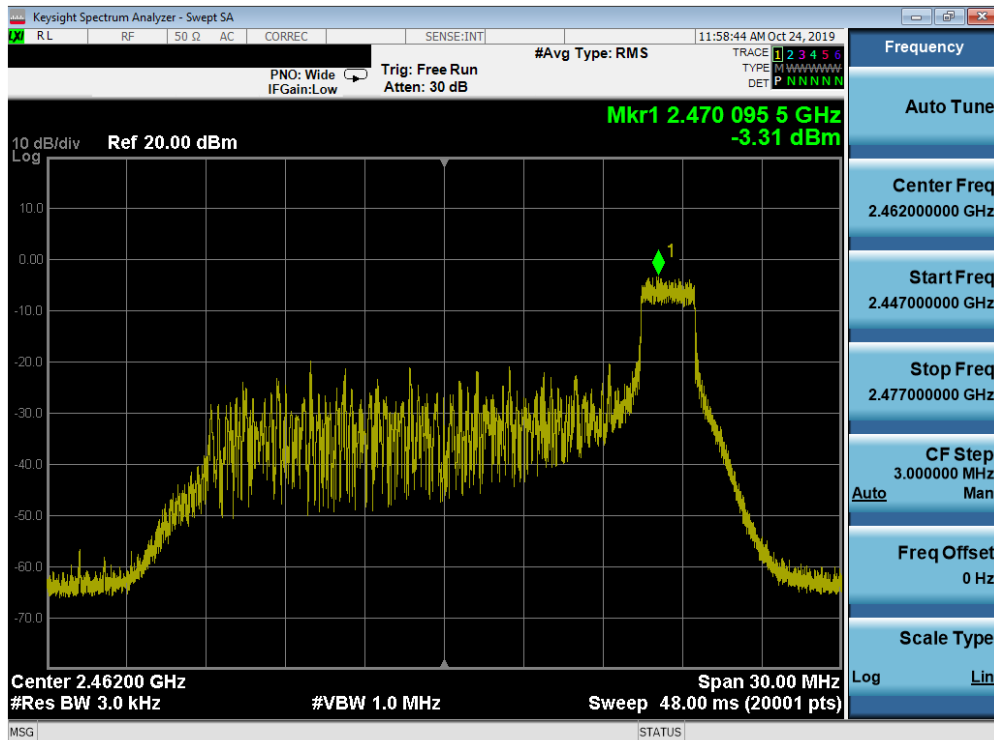 Keysight Spectrum Analyzer - Swept SA
LXI RL RF 50 Ω AC CORREC SENSE:INT 11:58:44 AM Oct 24, 2019
#Avg Type: RMS
TRACE 1 2 3 4 5 6
PNO: Wide Trig: Free Run
TYPE M WWWWW
IFGain:Low Atten: 30 dB
DET P N N N N N
Mkr1 2.470 095 5 GHz
-3.31 dBm
10 dB/div Ref 20.00 dBm
Log
1
10.0
0.00
-10.0
-20.0
-30.0
-40.0
-50.0
-60.0
-70.0
Center 2.46200 GHz Span 30.00 MHz
#Res BW 3.0 kHz #VBW 1.0 MHz Sweep 48.00 ms (20001 pts)
MSG STATUS
Frequency
Auto Tune
Center Freq
2.462000000 GHz
Start Freq
2.447000000 GHz
Stop Freq
2.477000000 GHz
CF Step
3.000000 MHz
Auto Man
Freq Offset
0 Hz
Scale Type
Log Lin